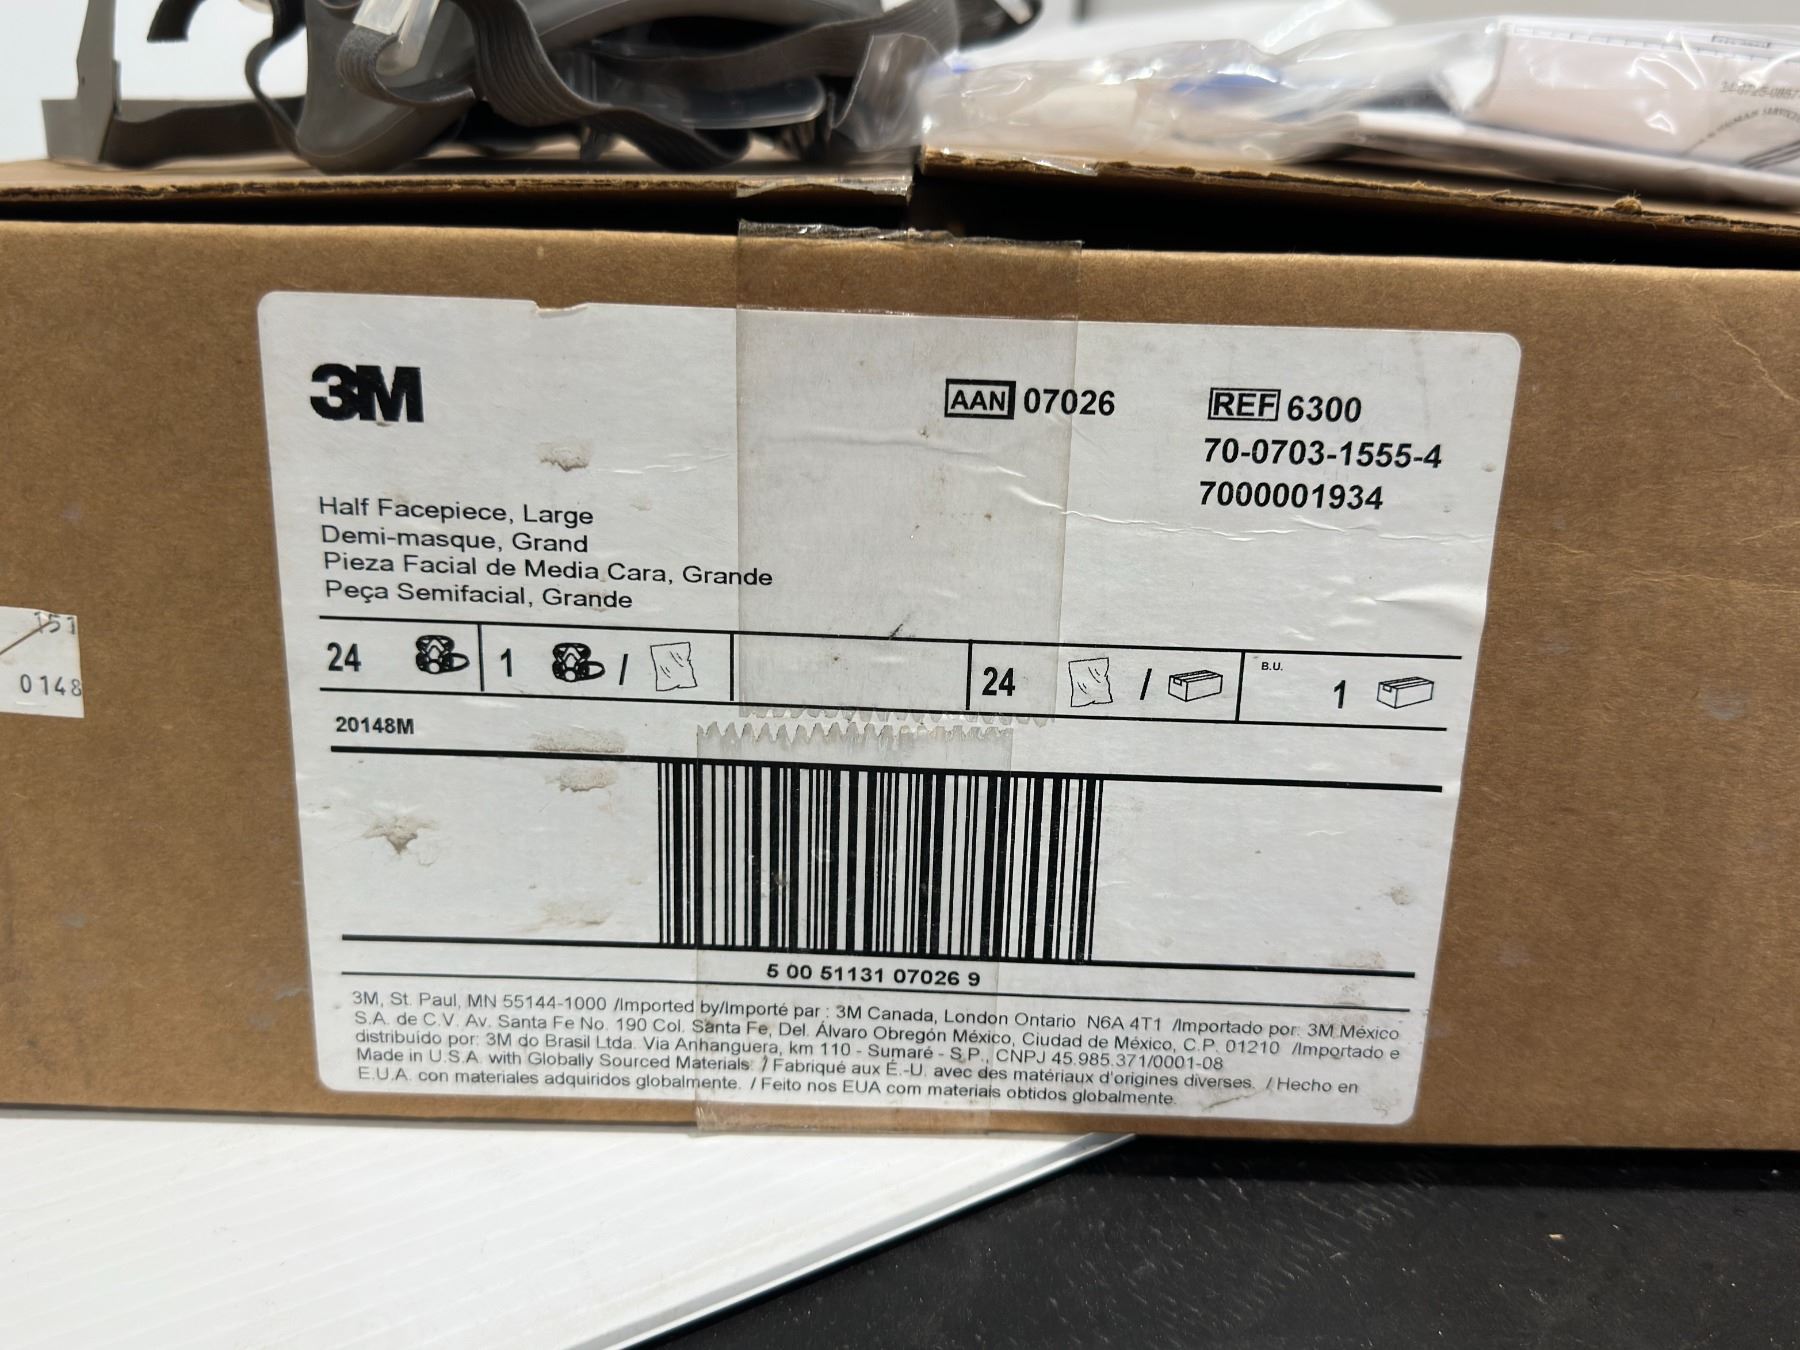 34-8725-0857
HUMAN SERVICES
3M
AAN 07026
REF 6300
70-0703-1555-4
7000001934
Half Facepiece, Large
Demi-masque, Grand
Pieza Facial de Media Cara, Grande
Peça Semifacial, Grande
151
0148
24 1 / 24 / B.U. 1
20148M
5 00 51131 07026 9
3M, St. Paul, MN 55144-1000 /Imported by/Importé par : 3M Canada, London Ontario N6A 4T1 /Importado por: 3M México
S.A. de C.V. Av. Santa Fe No. 190 Col. Santa Fe, Del. Álvaro Obregón México, Ciudad de México, C.P. 01210 /Importado e
distribuído por: 3M do Brasil Ltda. Via Anhanguera, km 110 - Sumaré - S.P., CNPJ 45.985.371/0001-08
Made in U.S.A. with Globally Sourced Materials. / Fabriqué aux É.-U. avec des matériaux d'origines diverses. / Hecho en
E.U.A. con materiales adquiridos globalmente. / Feito nos EUA com materiais obtidos globalmente.